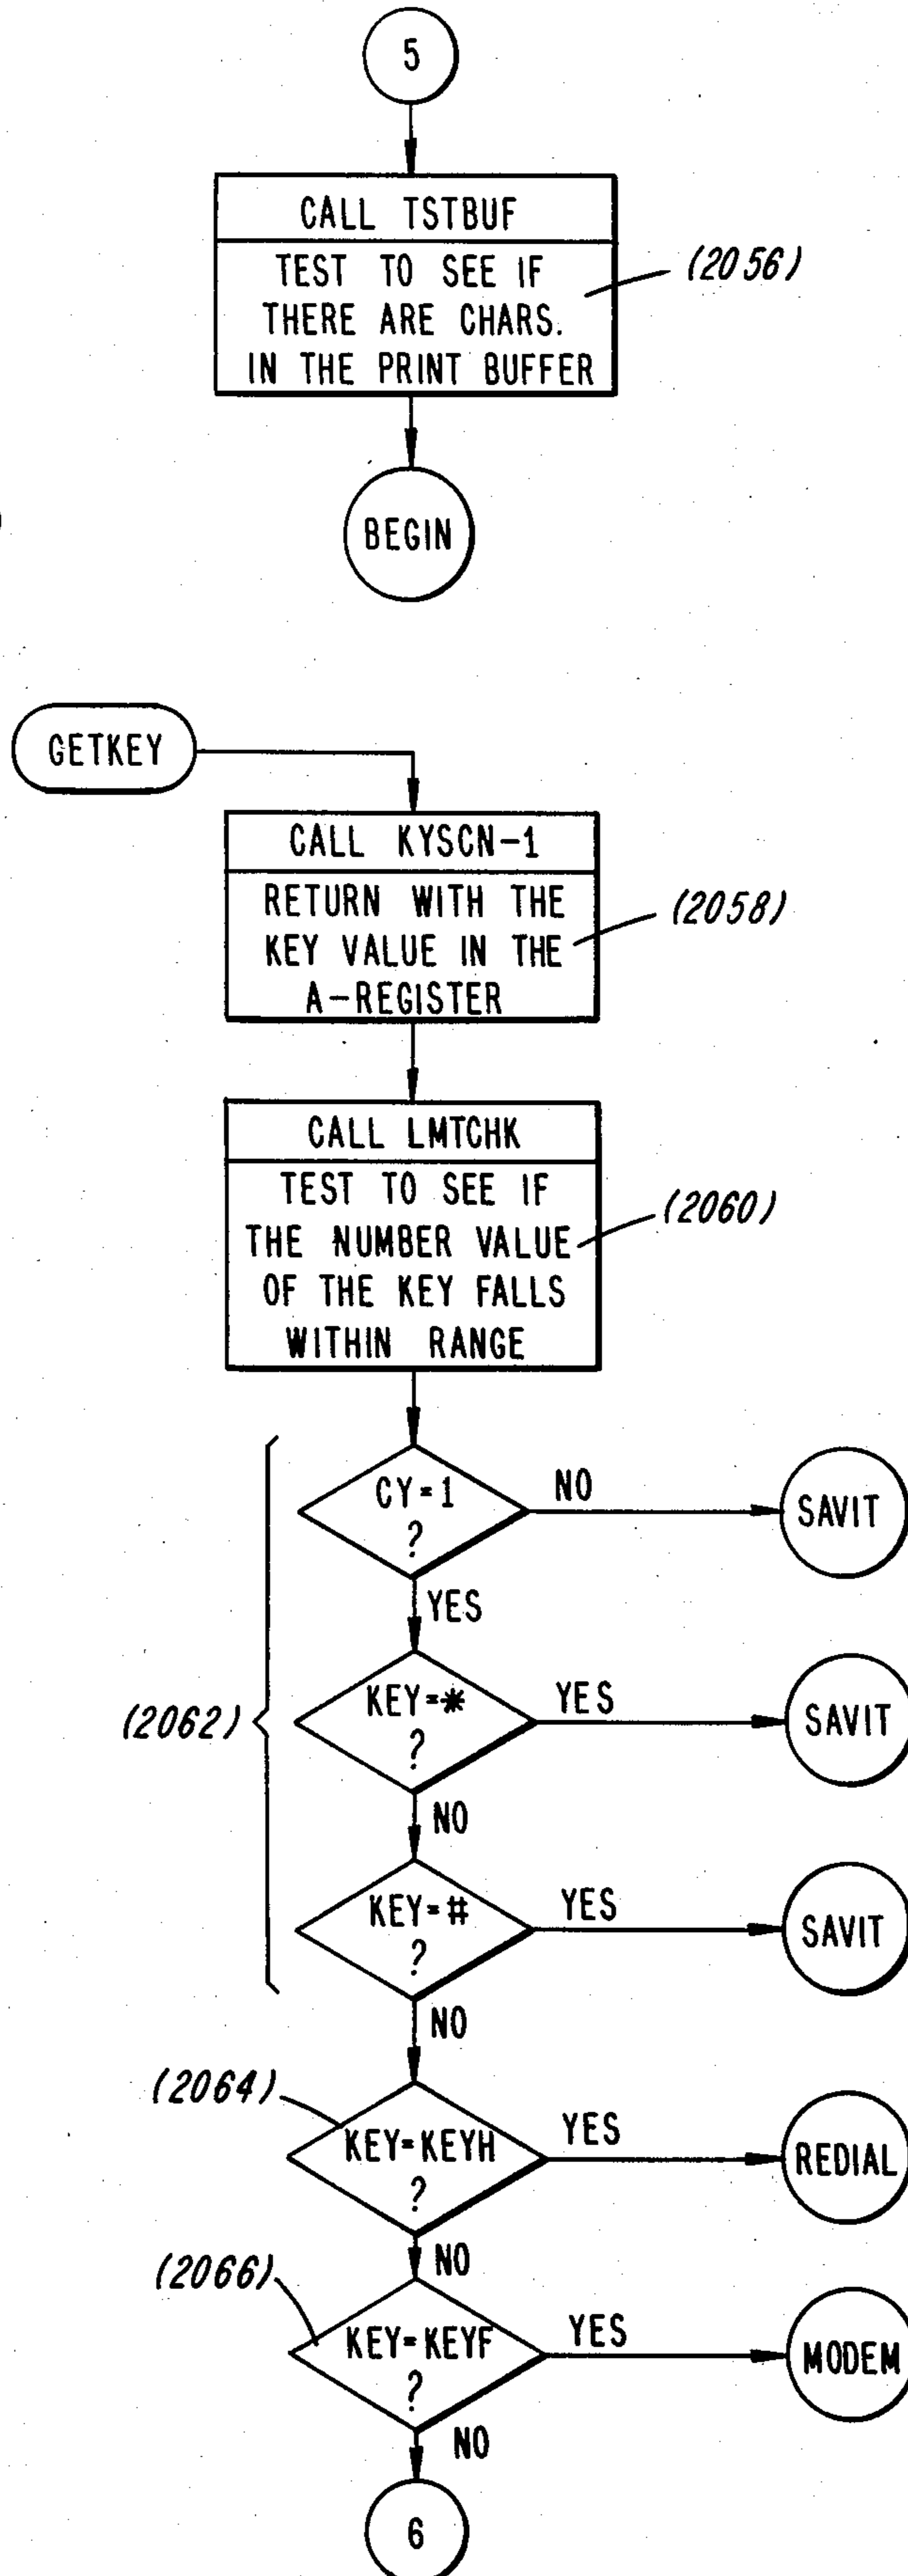 5
CALL TSTBUF
TEST TO SEE IF
THERE ARE CHARS.
IN THE PRINT BUFFER
(2056)
BEGIN
GETKEY
CALL KYSCN-1
RETURN WITH THE
KEY VALUE IN THE
A-REGISTER
(2058)
CALL LMTCHK
TEST TO SEE IF
THE NUMBER VALUE
OF THE KEY FALLS
WITHIN RANGE
(2060)
(2062)
CY=1
?
NO
SAVIT
YES
KEY=*
?
YES
SAVIT
NO
KEY=#
?
YES
SAVIT
NO
(2064)
KEY=KEYH
?
YES
REDIAL
NO
(2066)
KEY=KEYF
?
YES
MODEM
NO
6